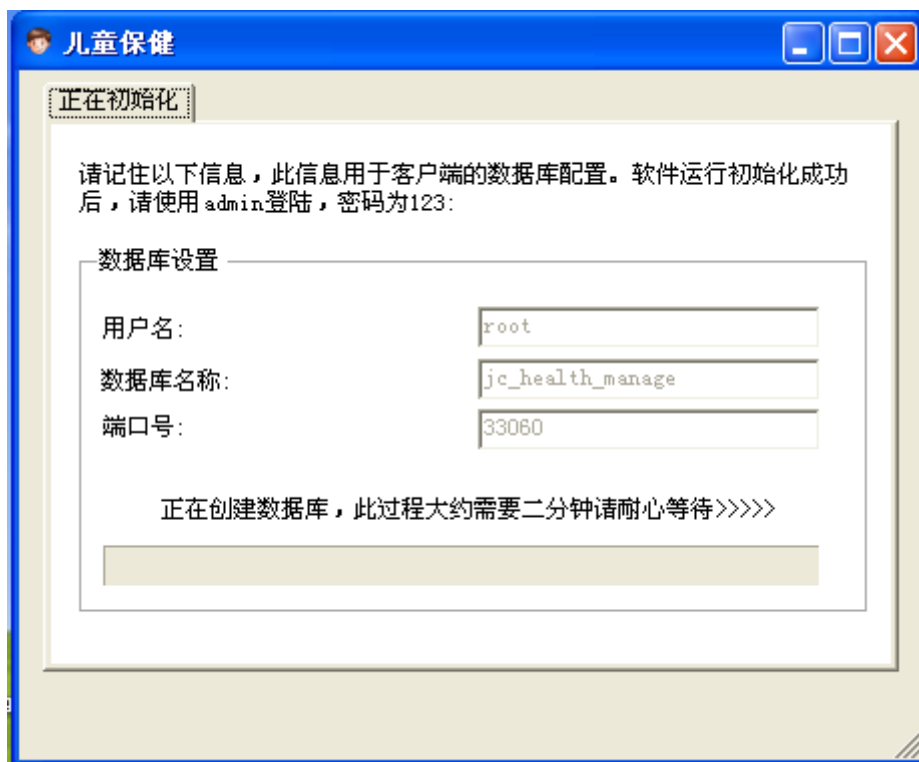 儿童保健
正在初始化
请记住以下信息，此信息用于客户端的数据库配置。软件运行初始化成功
后，请使用admin登陆，密码为123:
数据库设置
用户名:
root
数据库名称:
jc_health_manage
端口号:
33060
正在创建数据库，此过程大约需要二分钟请耐心等待>>>>>